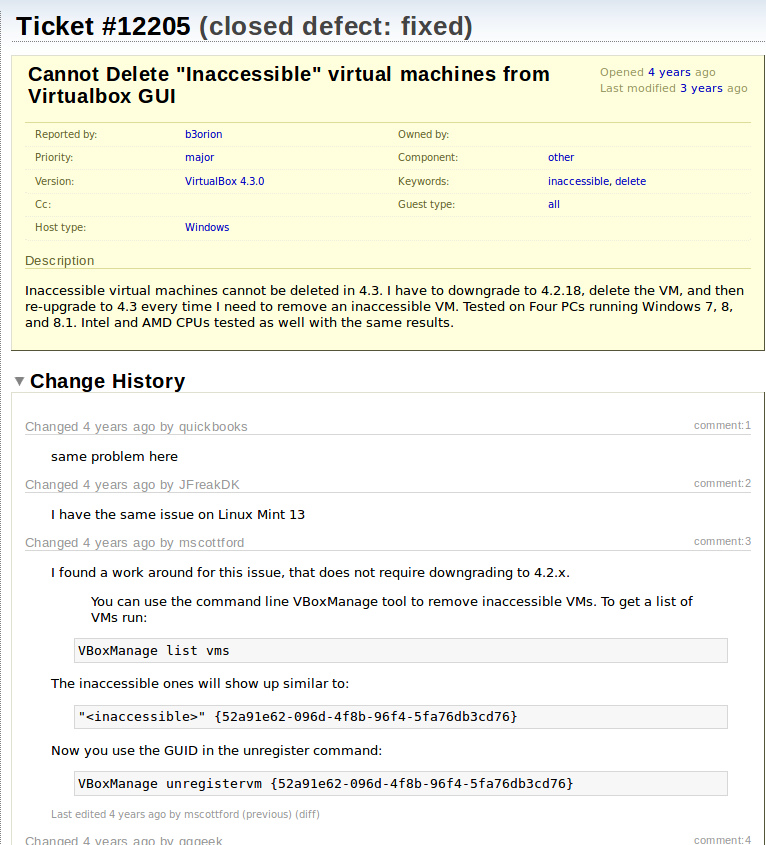 Ticket #12205 (closed defect: fixed)
Cannot Delete "Inaccessible" virtual machines from
Virtualbox GUI
Opened 4 years ago
Last modified 3 years ago
Reported by: b3orion Owned by:
Priority: major Component: other
Version: VirtualBox 4.3.0 Keywords: inaccessible, delete
Cc: Guest type: all
Host type: Windows
Description
Inaccessible virtual machines cannot be deleted in 4.3. I have to downgrade to 4.2.18, delete the VM, and then
re-upgrade to 4.3 every time I need to remove an inaccessible VM. Tested on Four PCs running Windows 7, 8,
and 8.1. Intel and AMD CPUs tested as well with the same results.
▼ Change History
Changed 4 years ago by quickbooks comment:1
same problem here
Changed 4 years ago by JFreakDK comment:2
I have the same issue on Linux Mint 13
Changed 4 years ago by mscottford comment:3
I found a work around for this issue, that does not require downgrading to 4.2.x.
You can use the command line VBoxManage tool to remove inaccessible VMs. To get a list of
VMs run:
VBoxManage list vms
The inaccessible ones will show up similar to:
"<inaccessible>" {52a91e62-096d-4f8b-96f4-5fa76db3cd76}
Now you use the GUID in the unregister command:
VBoxManage unregistervm {52a91e62-096d-4f8b-96f4-5fa76db3cd76}
Last edited 4 years ago by mscottford (previous) (diff)
Changed 4 years ago by comment:4